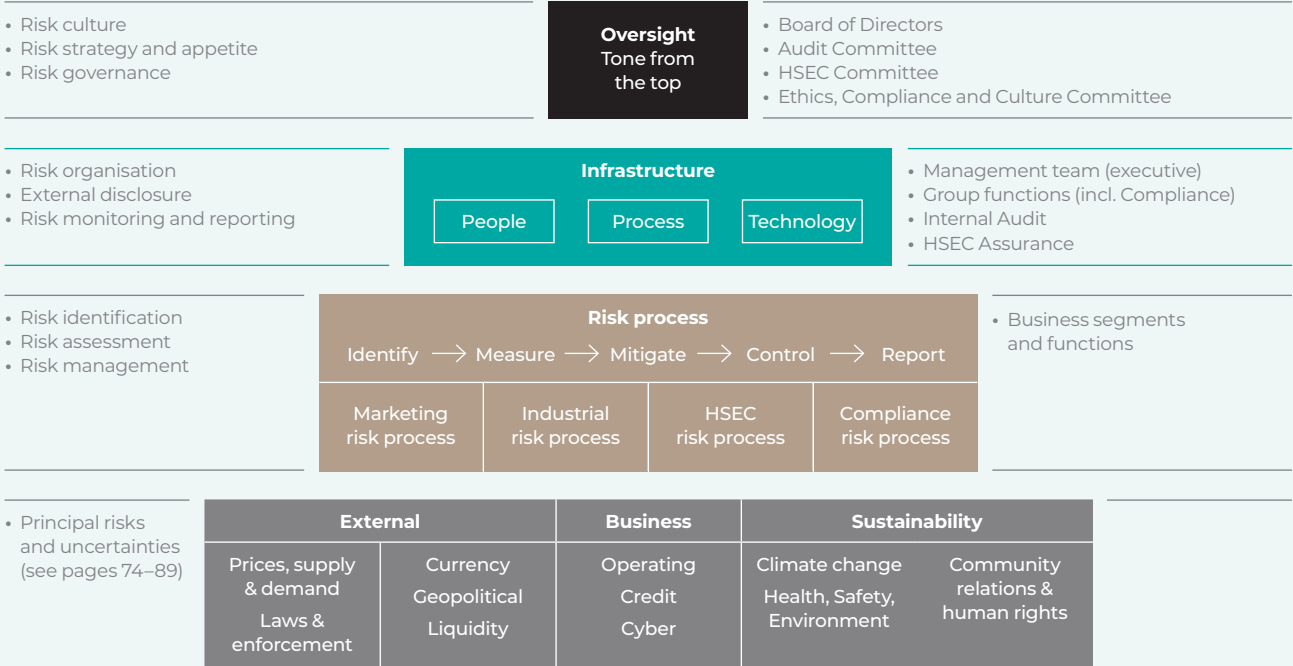 • Risk culture
• Risk strategy and appetite
• Risk governance
Oversight
Tone from
the top
• Board of Directors
• Audit Committee
• HSEC Committee
• Ethics, Compliance and Culture Committee
• Risk organisation
• External disclosure
• Risk monitoring and reporting
Infrastructure
People
Process
Technology
• Management team (executive)
• Group functions (incl. Compliance)
• Internal Audit
• HSEC Assurance
• Risk identification
• Risk assessment
• Risk management
Risk process
Identify → Measure → Mitigate → Control → Report
Marketing
risk process
Industrial
risk process
HSEC
risk process
Compliance
risk process
• Business segments
and functions
• Principal risks
and uncertainties
(see pages 74–89)
External
Prices, supply
& demand
Laws &
enforcement
Currency
Geopolitical
Liquidity
Business
Operating
Credit
Cyber
Sustainability
Climate change
Health, Safety,
Environment
Community
relations &
human rights